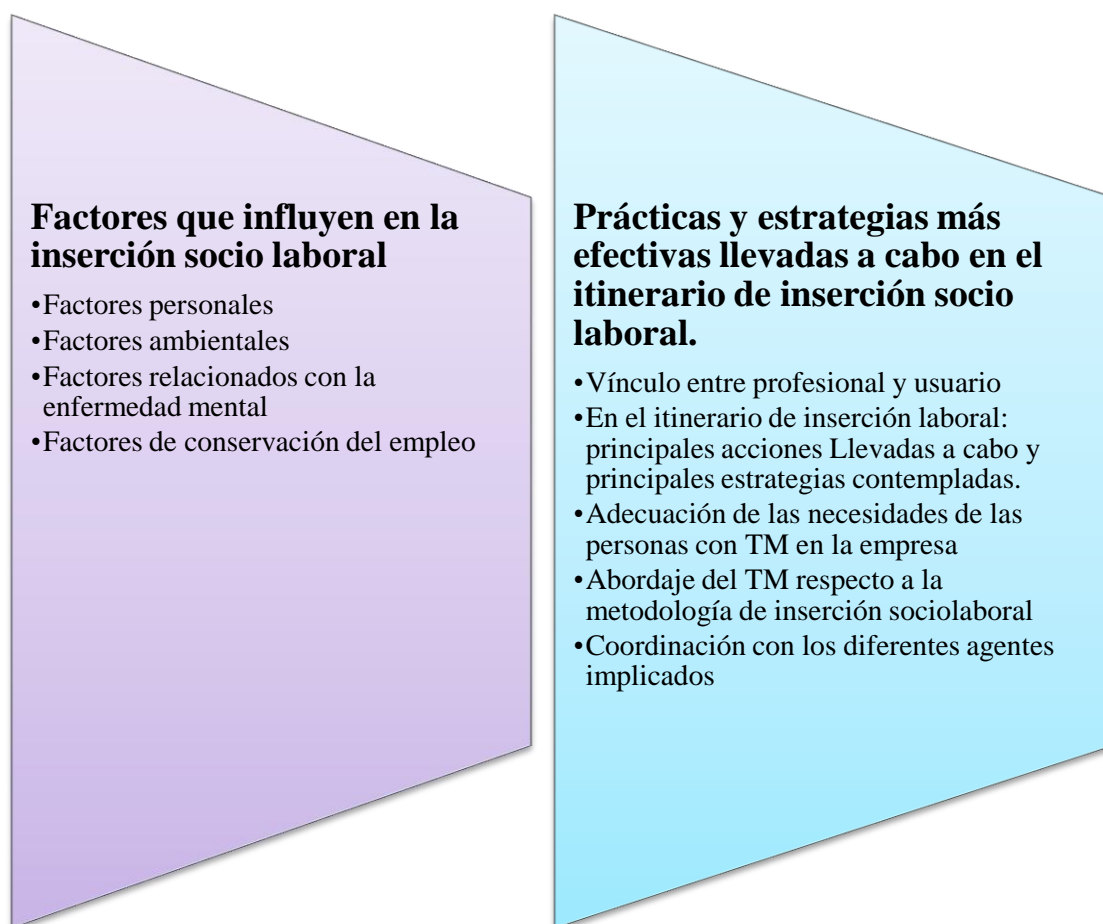 Factores que influyen en la
inserción socio laboral
•Factores personales
•Factores ambientales
•Factores relacionados con la
enfermedad mental
•Factores de conservación del empleo
Prácticas y estrategias más
efectivas llevadas a cabo en el
itinerario de inserción socio
laboral.
•Vínculo entre profesional y usuario
•En el itinerario de inserción laboral:
principales acciones Llevadas a cabo y
principales estrategias contempladas.
•Adecuación de las necesidades de las
personas con TM en la empresa
•Abordaje del TM respecto a la
metodología de inserción sociolaboral
•Coordinación con los diferentes agentes
implicados